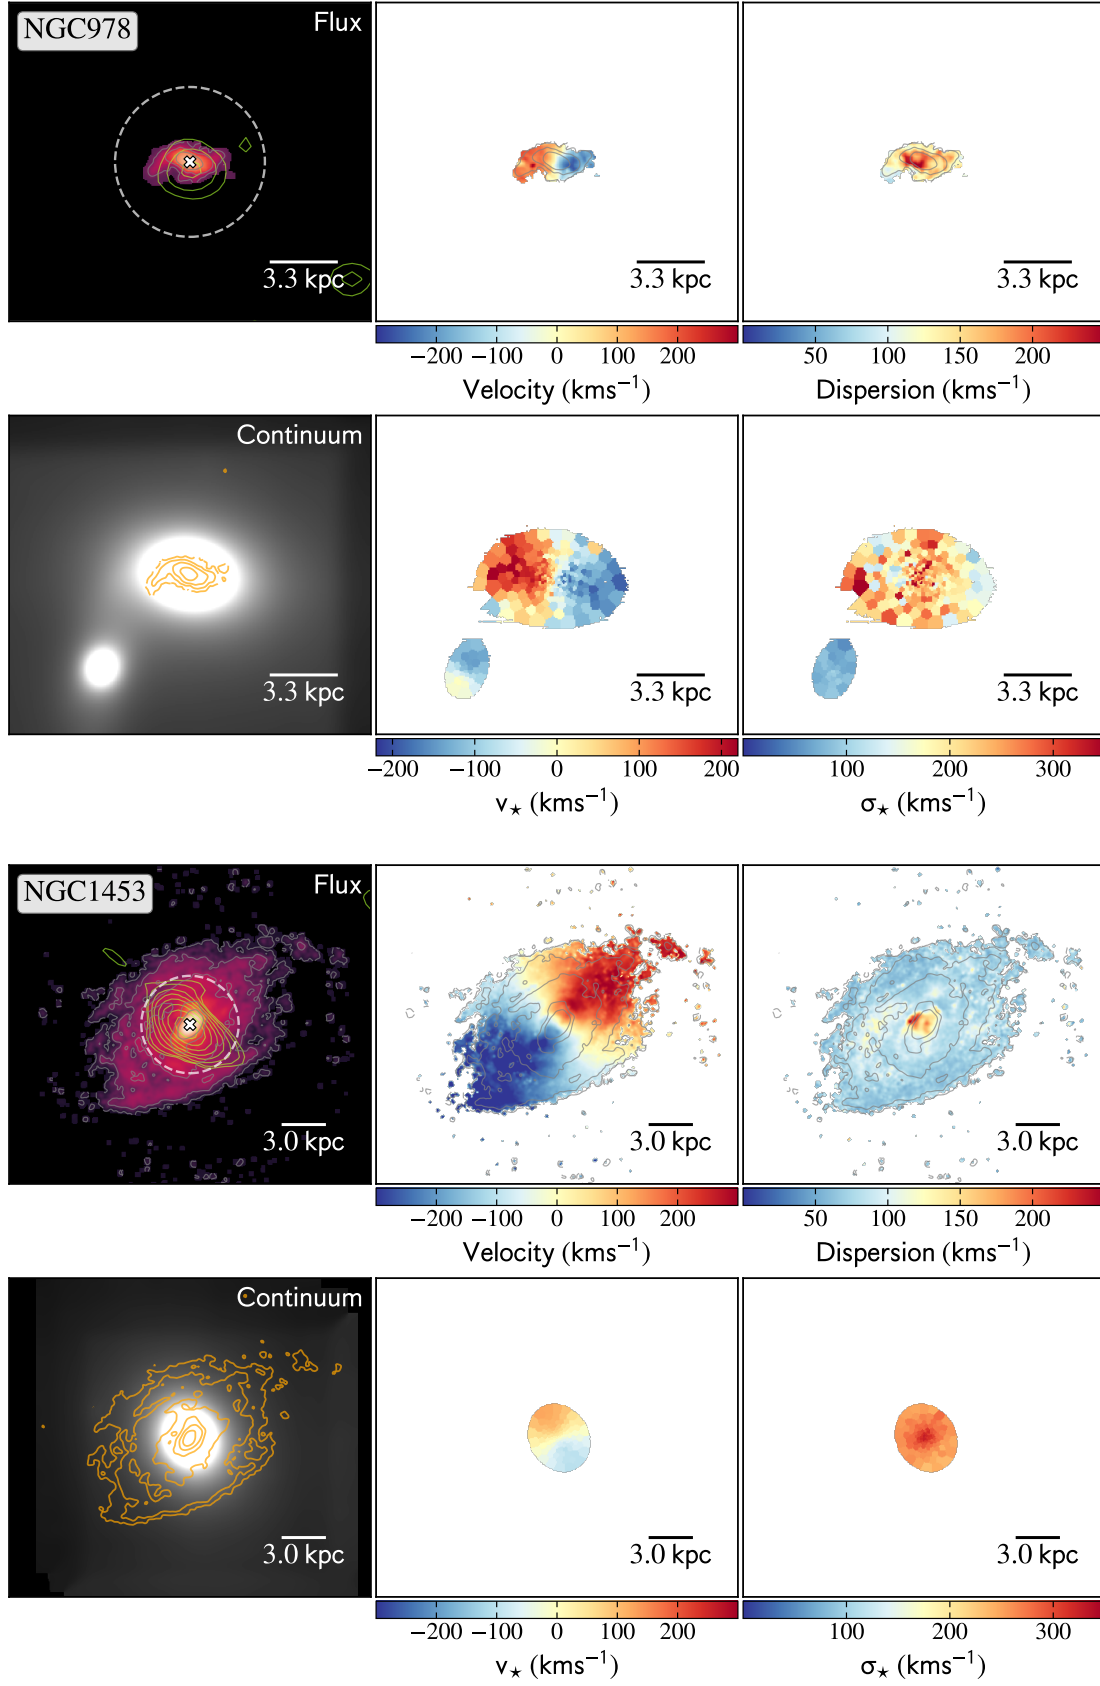 NGC978
Flux
3.3 kpc
3.3 kpc
3.3 kpc
−200 −100 0 100 200
50 100 150 200
Velocity (kms⁻¹)
Dispersion (kms⁻¹)
Continuum
3.3 kpc
3.3 kpc
3.3 kpc
−200 −100 0 100 200
100 200 300
v⋆ (kms⁻¹)
σ⋆ (kms⁻¹)
NGC1453
Flux
3.0 kpc
3.0 kpc
3.0 kpc
−200 −100 0 100 200
50 100 150 200
Velocity (kms⁻¹)
Dispersion (kms⁻¹)
Continuum
3.0 kpc
3.0 kpc
3.0 kpc
−200 −100 0 100 200
100 200 300
v⋆ (kms⁻¹)
σ⋆ (kms⁻¹)